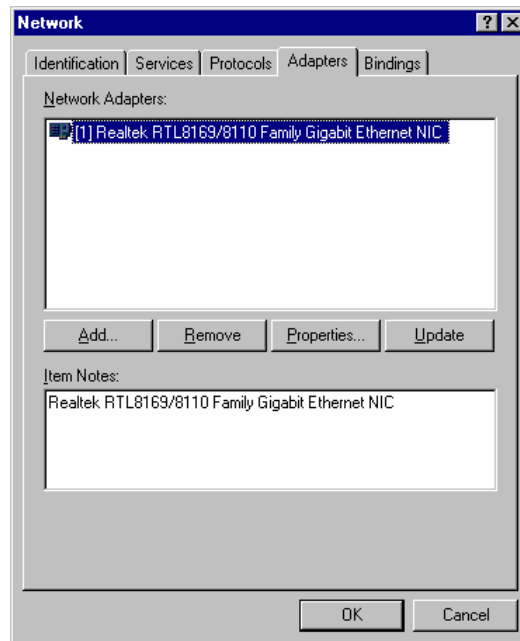 Network
Identification Services Protocols Adapters Bindings
Network Adapters:
[1] Realtek RTL8169/8110 Family Gigabit Ethernet NIC
Add... Remove Properties... Update
Item Notes:
Realtek RTL8169/8110 Family Gigabit Ethernet NIC
OK Cancel